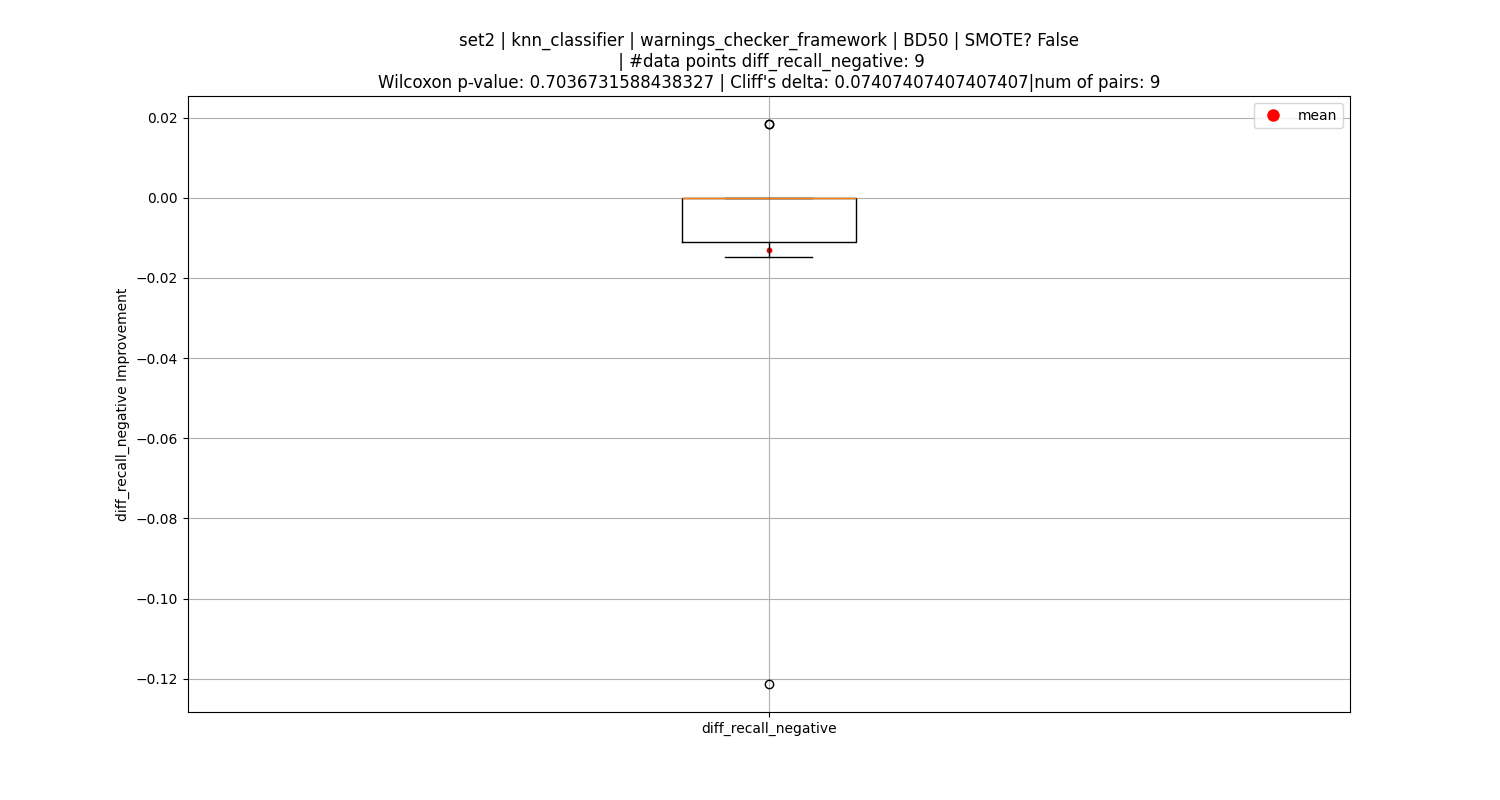 set2 | knn_classifier | warnings_checker_framework | BD50 | SMOTE? False
| #data points diff_recall_negative: 9
Wilcoxon p-value: 0.7036731588438327 | Cliff's delta: 0.07407407407407407|num of pairs: 9
mean
0.02
0.00
−0.02
−0.04
−0.06
−0.08
−0.10
−0.12
diff_recall_negative Improvement
diff_recall_negative